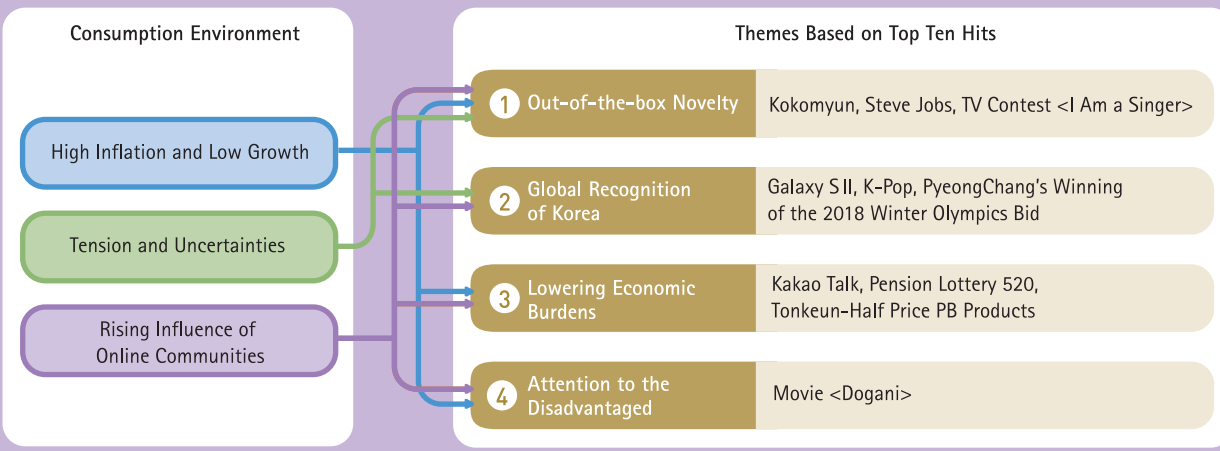 Consumption Environment
High Inflation and Low Growth
Tension and Uncertainties
Rising Influence of
Online Communities
Themes Based on Top Ten Hits
1 Out-of-the-box Novelty
Kokomyun, Steve Jobs, TV Contest <I Am a Singer>
2 Global Recognition
of Korea
Galaxy S II, K-Pop, PyeongChang's Winning
of the 2018 Winter Olympics Bid
3 Lowering Economic
Burdens
Kakao Talk, Pension Lottery 520,
Tonkeun-Half Price PB Products
4 Attention to the
Disadvantaged
Movie <Dogani>